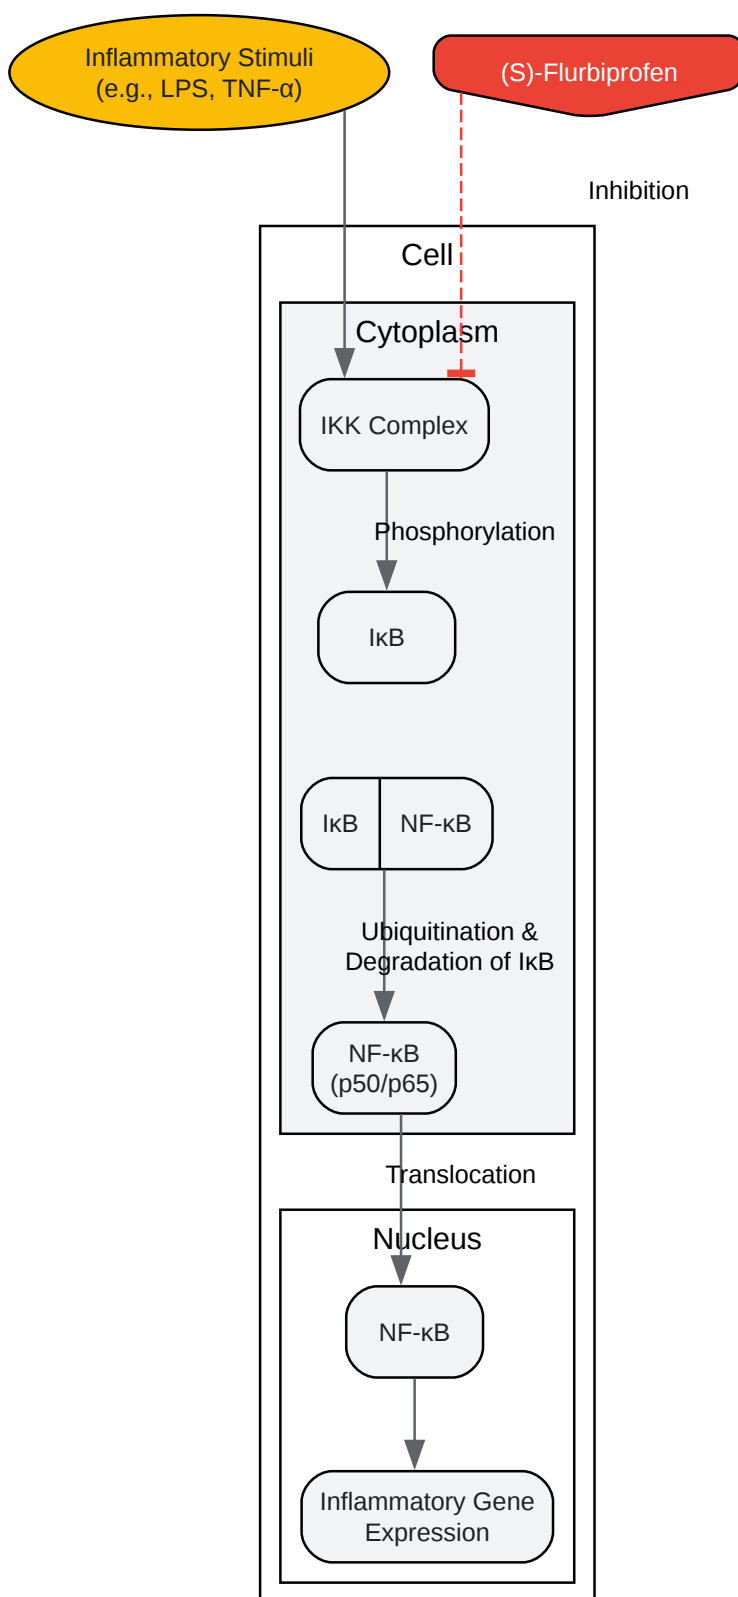 Inflammatory Stimuli
(e.g., LPS, TNF-α)
(S)-Flurbiprofen
Inhibition
Cell
Cytoplasm
IKK Complex
Phosphorylation
IκB
IκB
NF-κB
Ubiquitination &
Degradation of IκB
NF-κB
(p50/p65)
Translocation
Nucleus
NF-κB
Inflammatory Gene
Expression